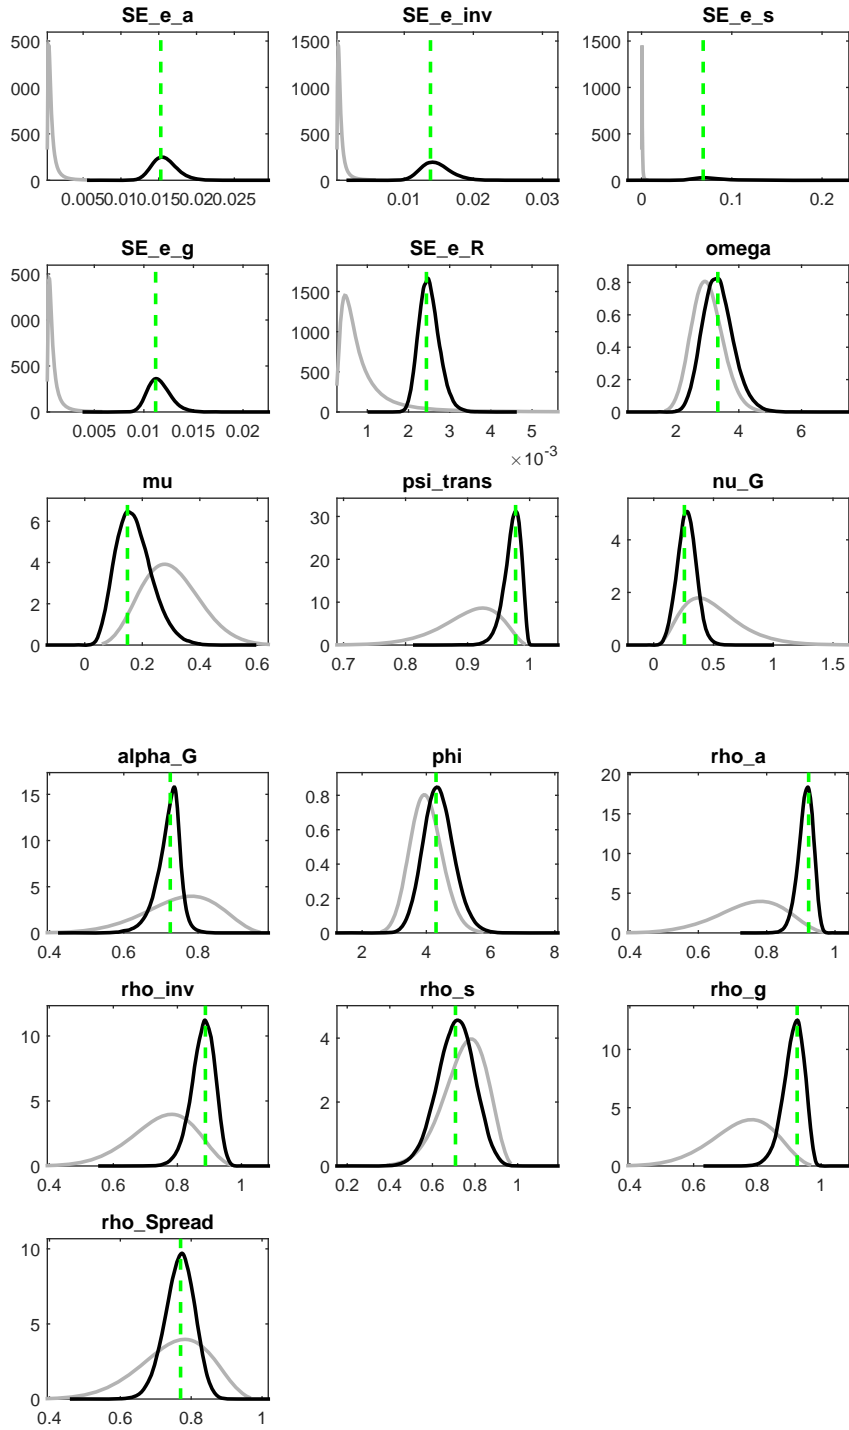 SE_e_a SE_e_inv SE_e_s
500 1500 1500
000 1000 1000
500 500 500
0 0 0
0.005 0.01 0.015 0.02 0.025 0.01 0.02 0.03 0 0.1 0.2
SE_e_g SE_e_R omega
500 1500 0.8
000 1000 0.6
500 500 0.4
0.2
0 0 0
0.005 0.01 0.015 0.02 1 2 3 4 5 2 4 6
×10^-3
mu psi_trans nu_G
6 30 4
4 20 2
2 10
0 0 0
0 0.2 0.4 0.6 0.7 0.8 0.9 1 0 0.5 1 1.5
alpha_G phi rho_a
15 0.8 20
10 0.6 15
5 0.4 10
0.2 5
0 0 0
0.4 0.6 0.8 2 4 6 8 0.4 0.6 0.8 1
rho_inv rho_s rho_g
10 4 10
5 2 5
0 0 0
0.4 0.6 0.8 1 0.2 0.4 0.6 0.8 1 0.4 0.6 0.8 1
rho_Spread
10
5
0
0.4 0.6 0.8 1